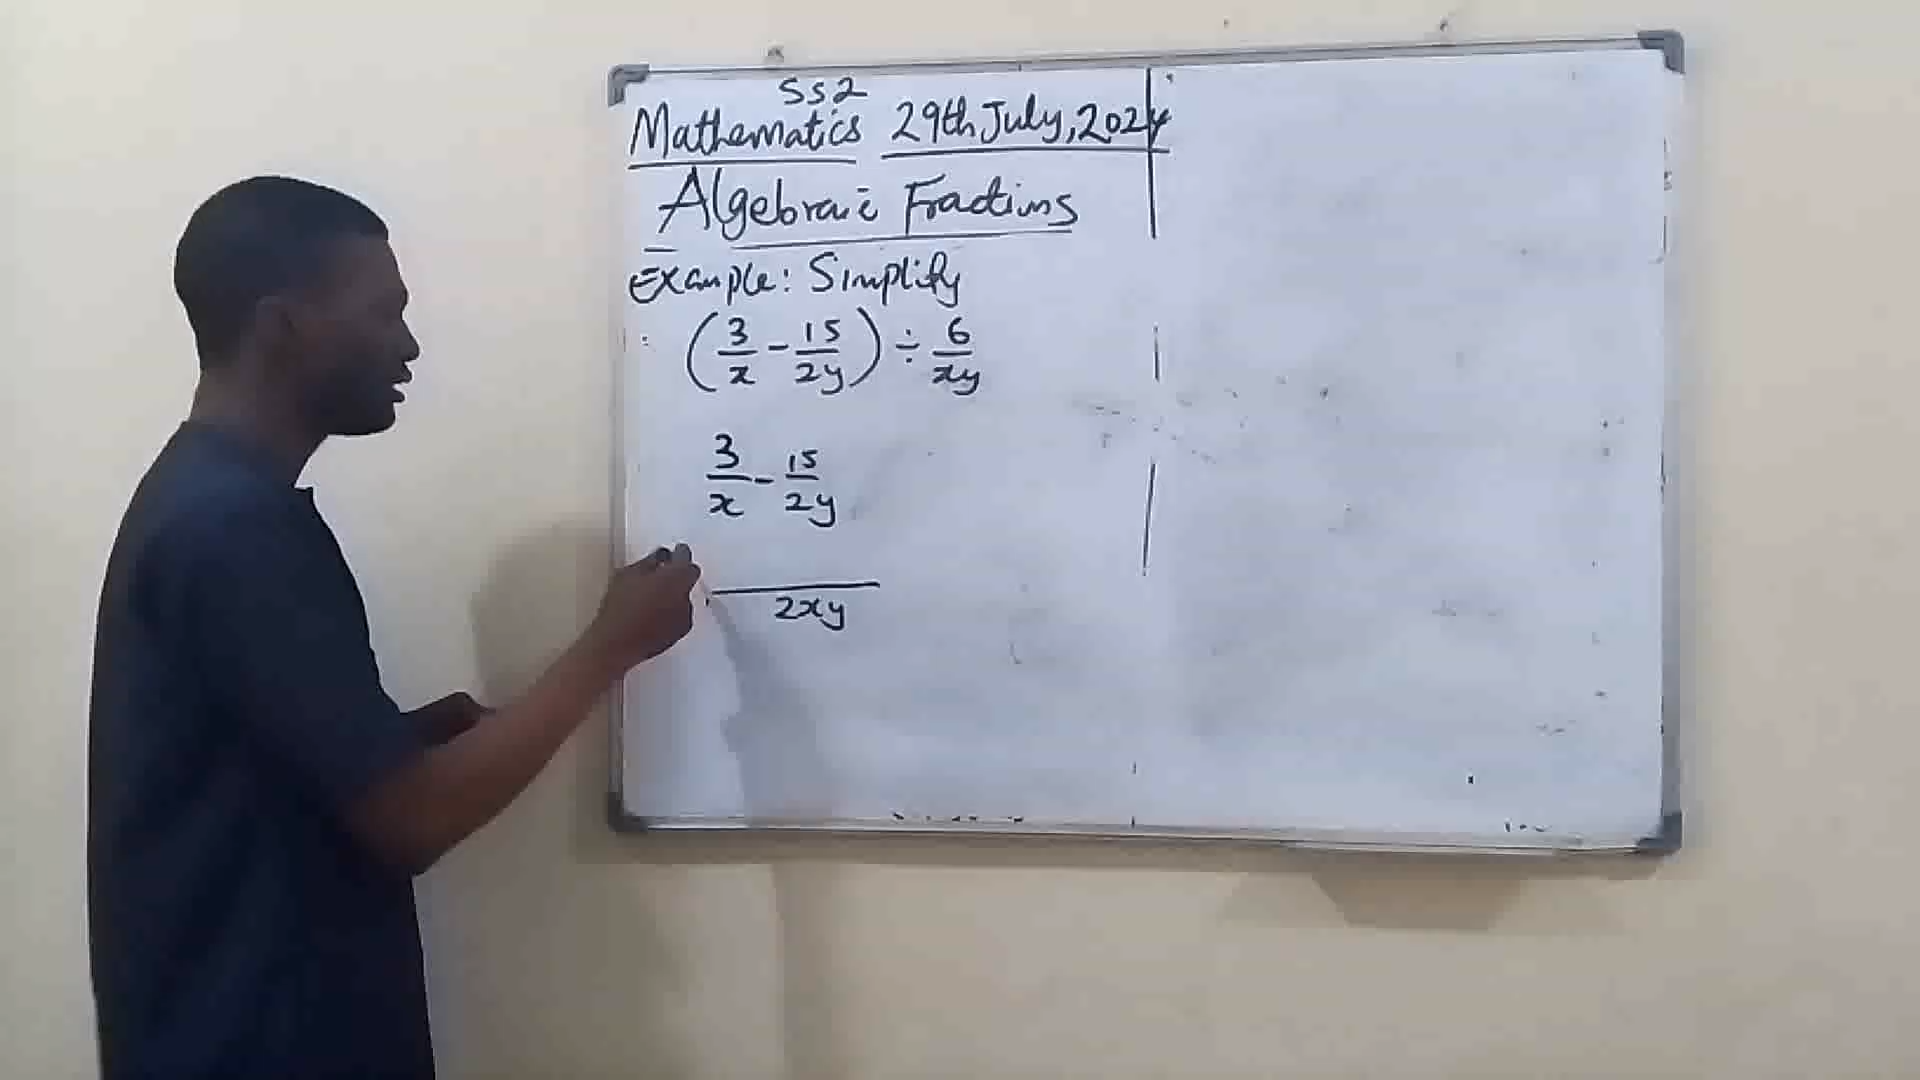 SS2
Mathematics 29th July, 2024
Algebraic Fractions
Example: Simplify
(3/x - 15/2y) ÷ 6/xy
3/x - 15/2y
2xy